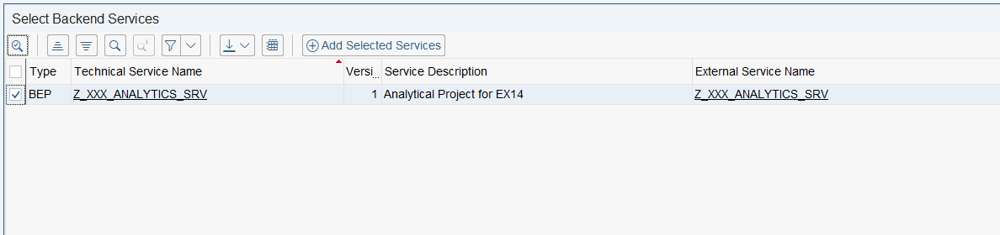 Select Backend Services
Add Selected Services
Type Technical Service Name Versi... Service Description External Service Name
BEP Z_XXX_ANALYTICS_SRV 1 Analytical Project for EX14 Z_XXX_ANALYTICS_SRV